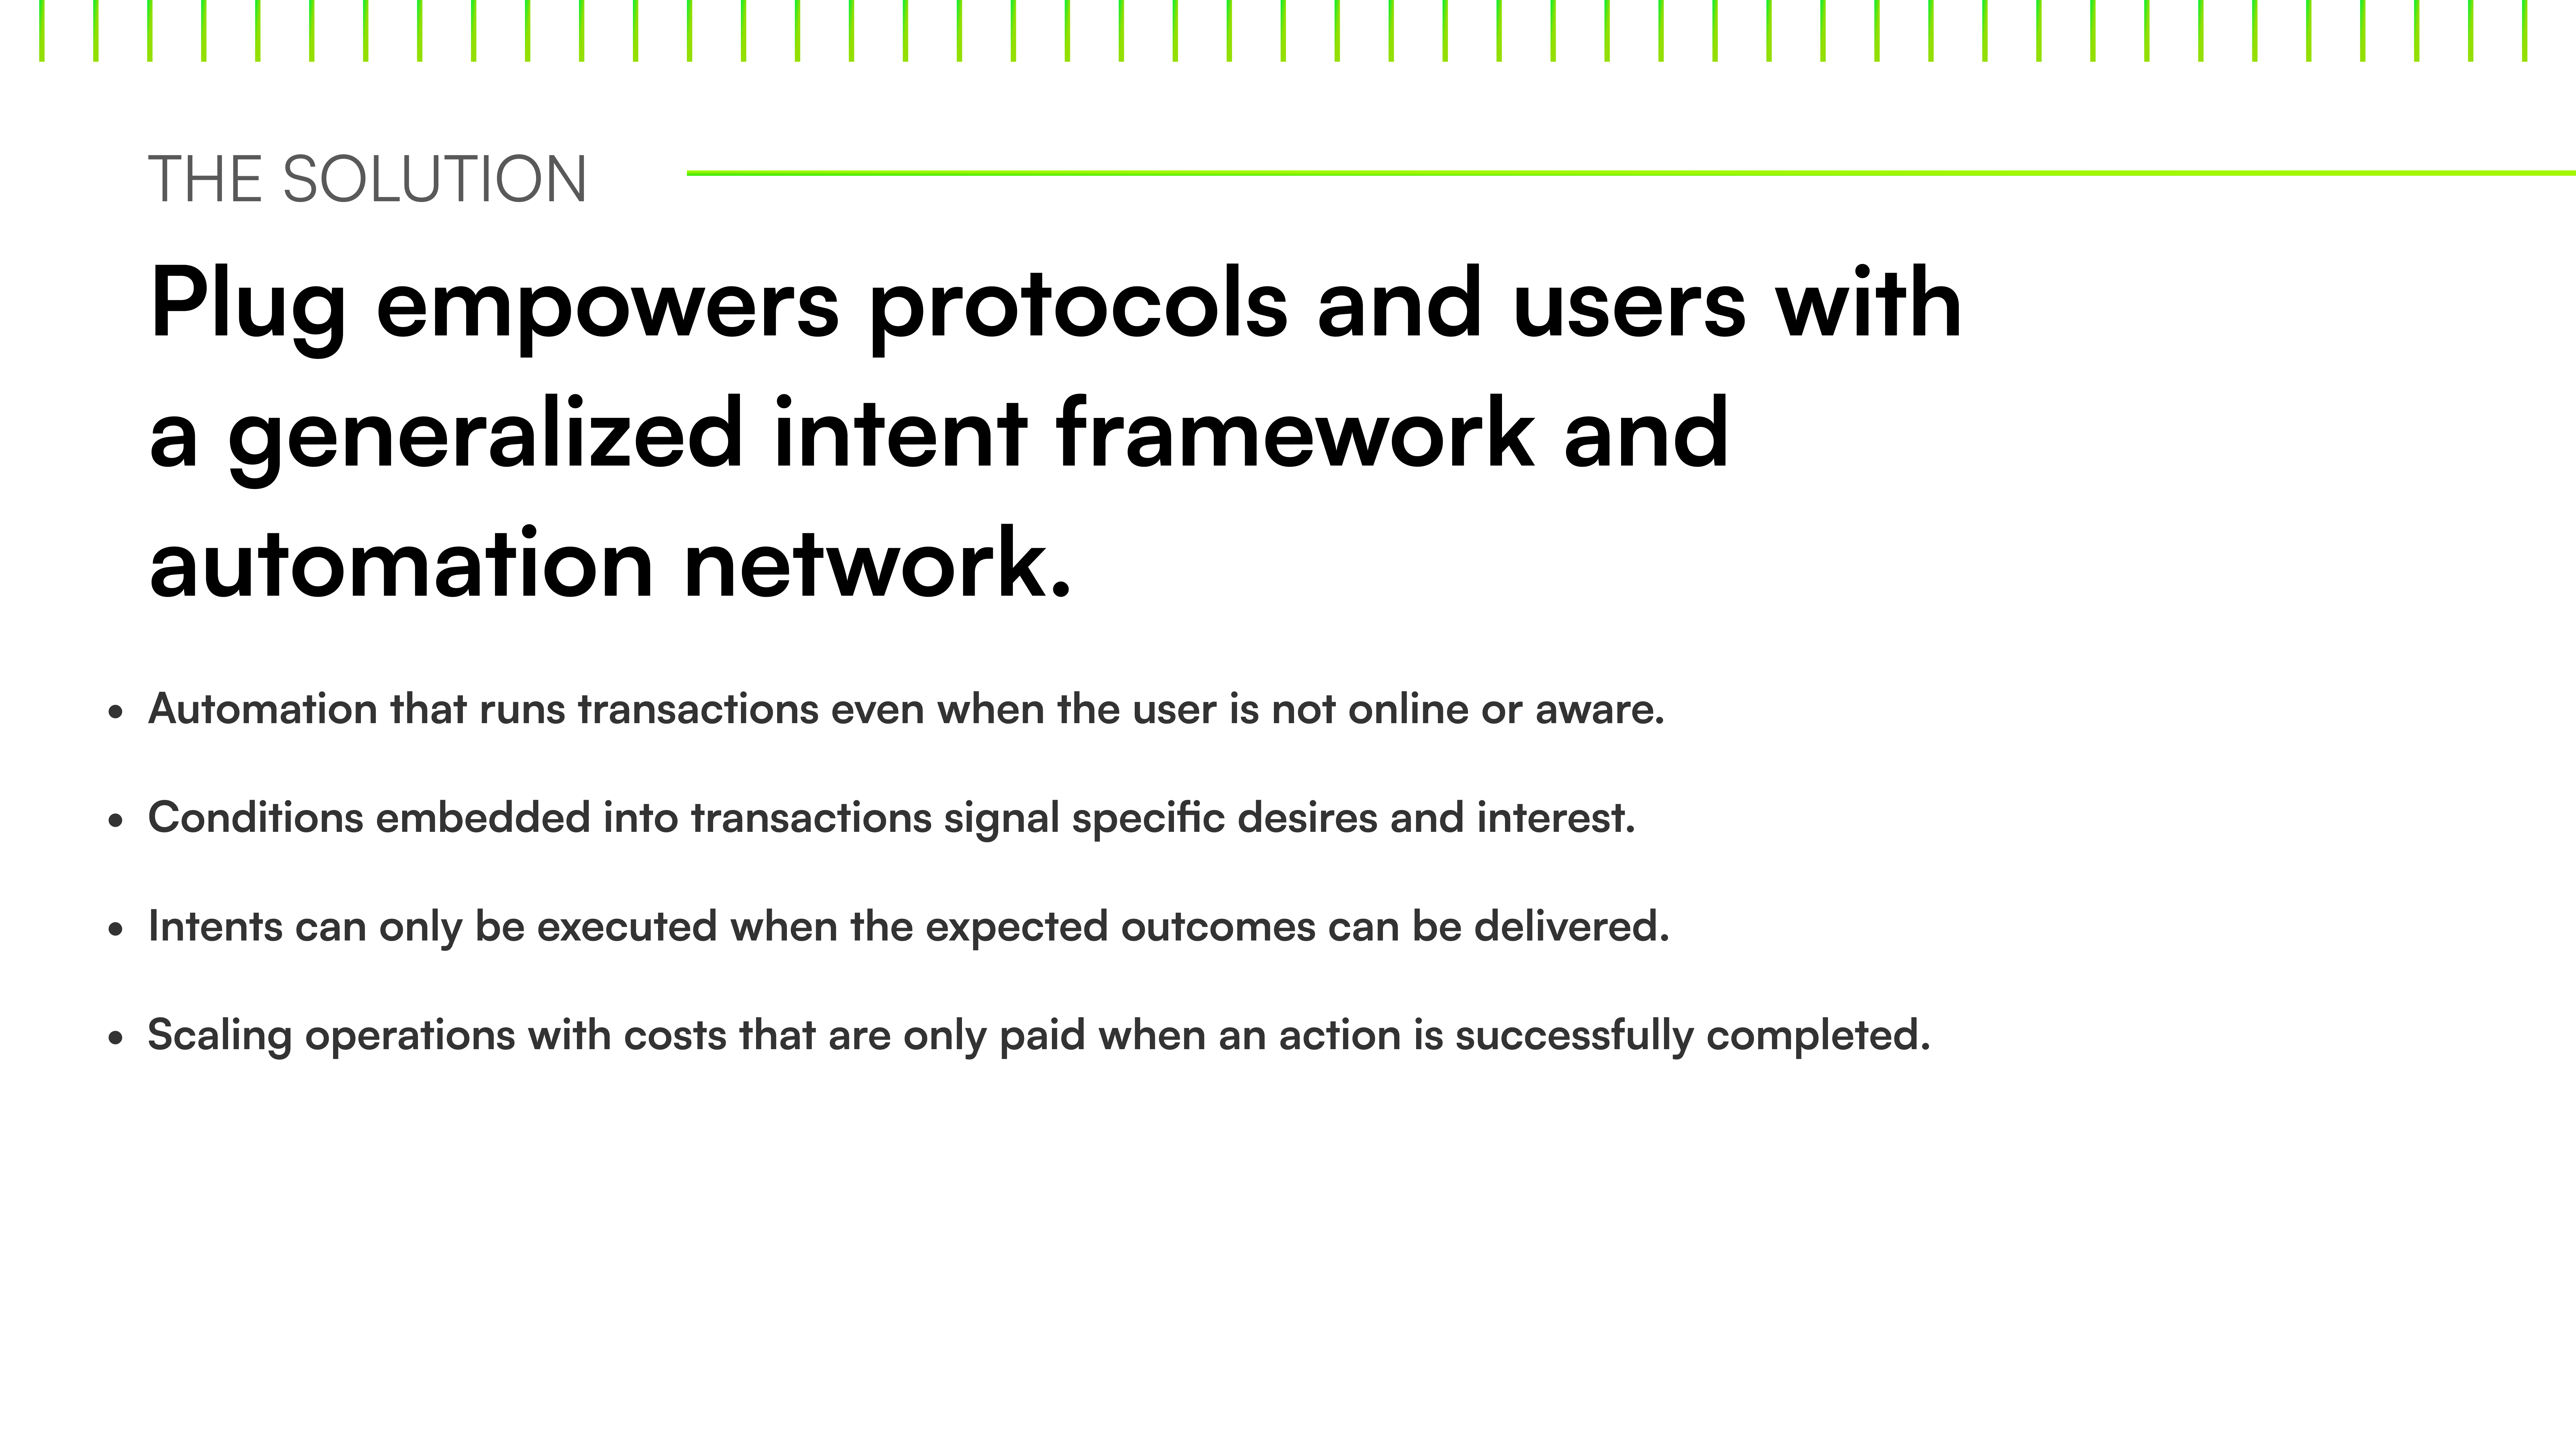 THE SOLUTION
Plug empowers protocols and users with
a generalized intent framework and
automation network.
• Automation that runs transactions even when the user is not online or aware.
• Conditions embedded into transactions signal specific desires and interest.
• Intents can only be executed when the expected outcomes can be delivered.
• Scaling operations with costs that are only paid when an action is successfully completed.